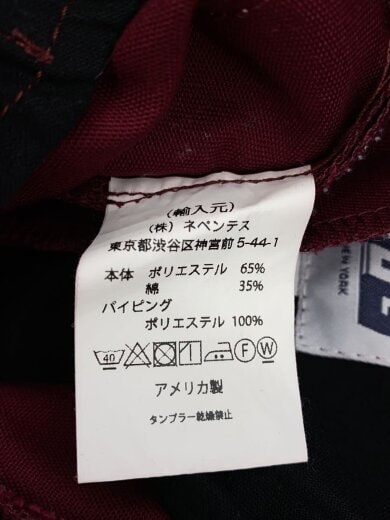 (輸入元)
(株) ネペンテス
東京都渋谷区神宮前 5-44-1
本体 ポリエステル 65%
綿 35%
パイピング
ポリエステル 100%
40 F W
アメリカ製
タンブラー乾燥禁止
NEW YORK